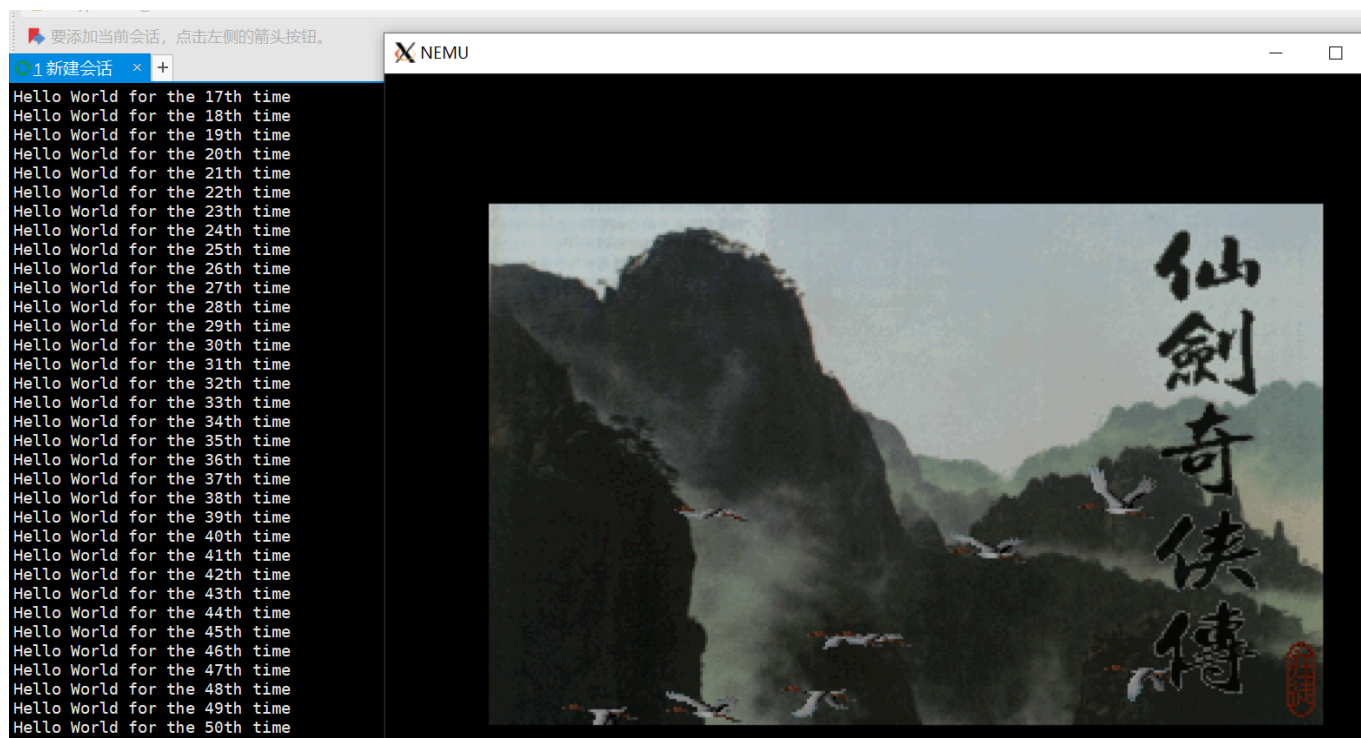 要添加当前会话，点击左侧的箭头按钮。
1 新建会话 × +
Hello World for the 17th time
Hello World for the 18th time
Hello World for the 19th time
Hello World for the 20th time
Hello World for the 21th time
Hello World for the 22th time
Hello World for the 23th time
Hello World for the 24th time
Hello World for the 25th time
Hello World for the 26th time
Hello World for the 27th time
Hello World for the 28th time
Hello World for the 29th time
Hello World for the 30th time
Hello World for the 31th time
Hello World for the 32th time
Hello World for the 33th time
Hello World for the 34th time
Hello World for the 35th time
Hello World for the 36th time
Hello World for the 37th time
Hello World for the 38th time
Hello World for the 39th time
Hello World for the 40th time
Hello World for the 41th time
Hello World for the 42th time
Hello World for the 43th time
Hello World for the 44th time
Hello World for the 45th time
Hello World for the 46th time
Hello World for the 47th time
Hello World for the 48th time
Hello World for the 49th time
Hello World for the 50th time
NEMU
仙劍奇俠傳